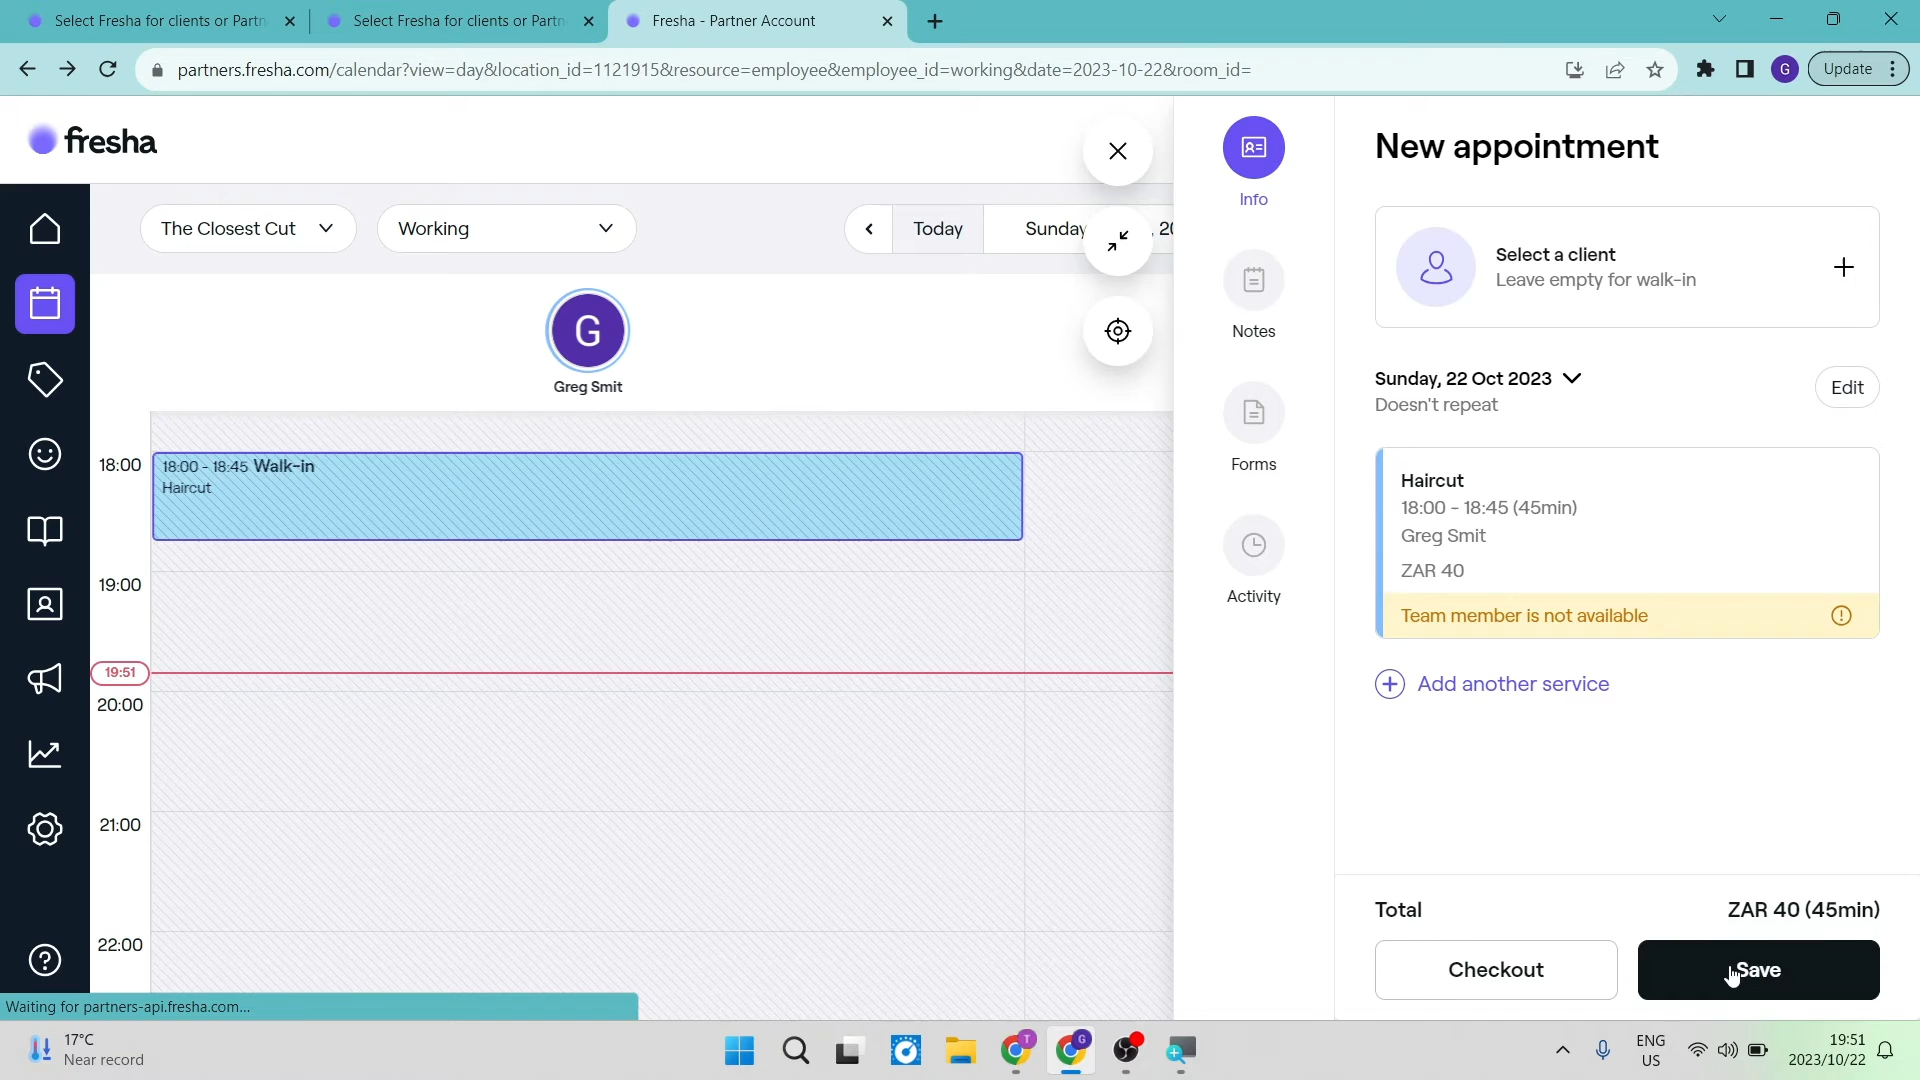 Select Fresha for clients or Partn
Select Fresha for clients or Partn
Fresha - Partner Account
partners.fresha.com/calendar?view=day&location_id=1121915&resource=employee&employee_id=working&date=2023-10-22&room_id=
G
Update
fresha
The Closest Cut
Working
Today
Sunday
, 20
G
Greg Smit
18:00
18:00 - 18:45 Walk-in
Haircut
19:00
19:51
20:00
21:00
22:00
Info
Notes
Forms
Activity
New appointment
Select a client
Leave empty for walk-in
Sunday, 22 Oct 2023
Doesn't repeat
Edit
Haircut
18:00 - 18:45 (45min)
Greg Smit
ZAR 40
Team member is not available
Add another service
Total
ZAR 40 (45min)
Checkout
Save
Waiting for partners-api.fresha.com...
17°C
Near record
T
G
ENG
US
19:51
2023/10/22